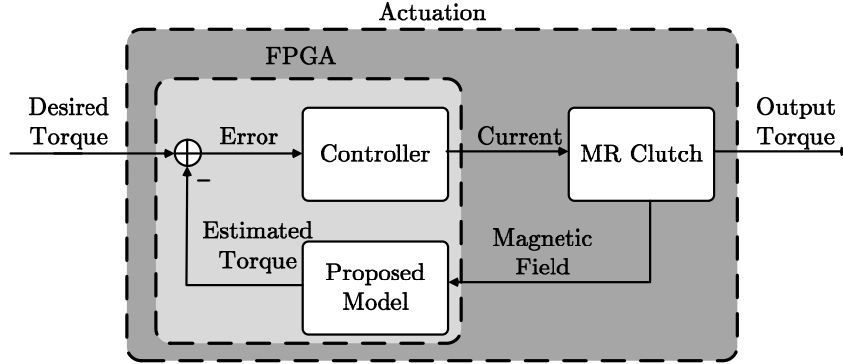 Actuation
FPGA
Desired
Torque
Error
Controller
Current
MR Clutch
Output
Torque
−
Estimated
Torque
Proposed
Model
Magnetic
Field